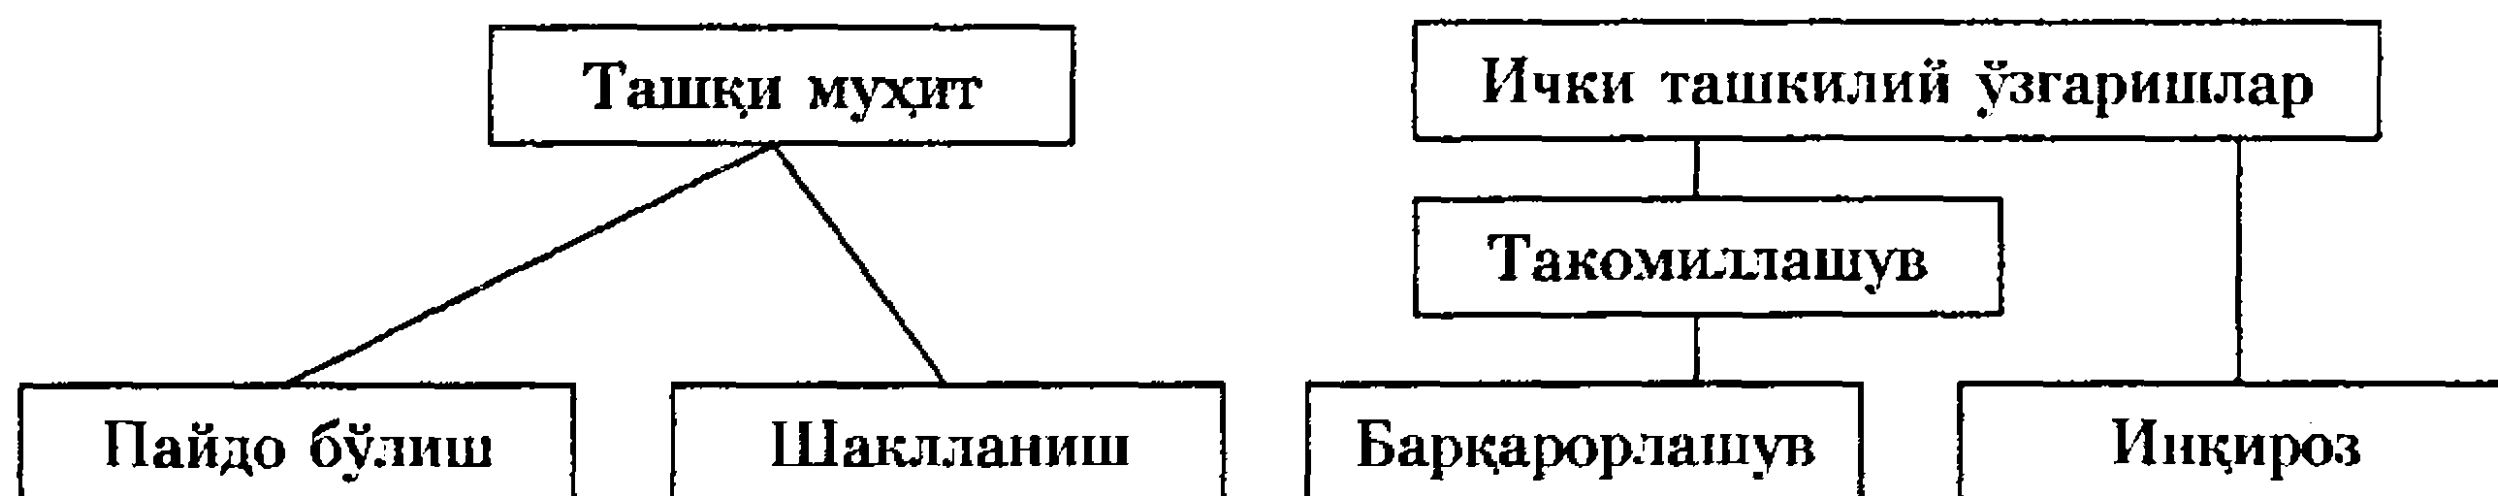 Ташқи муҳит
Ички ташкилий ўзгаришлар
Такомиллашув
Пайдо бўлиш
Шаклланиш
Барқарорлашув
Инқироз